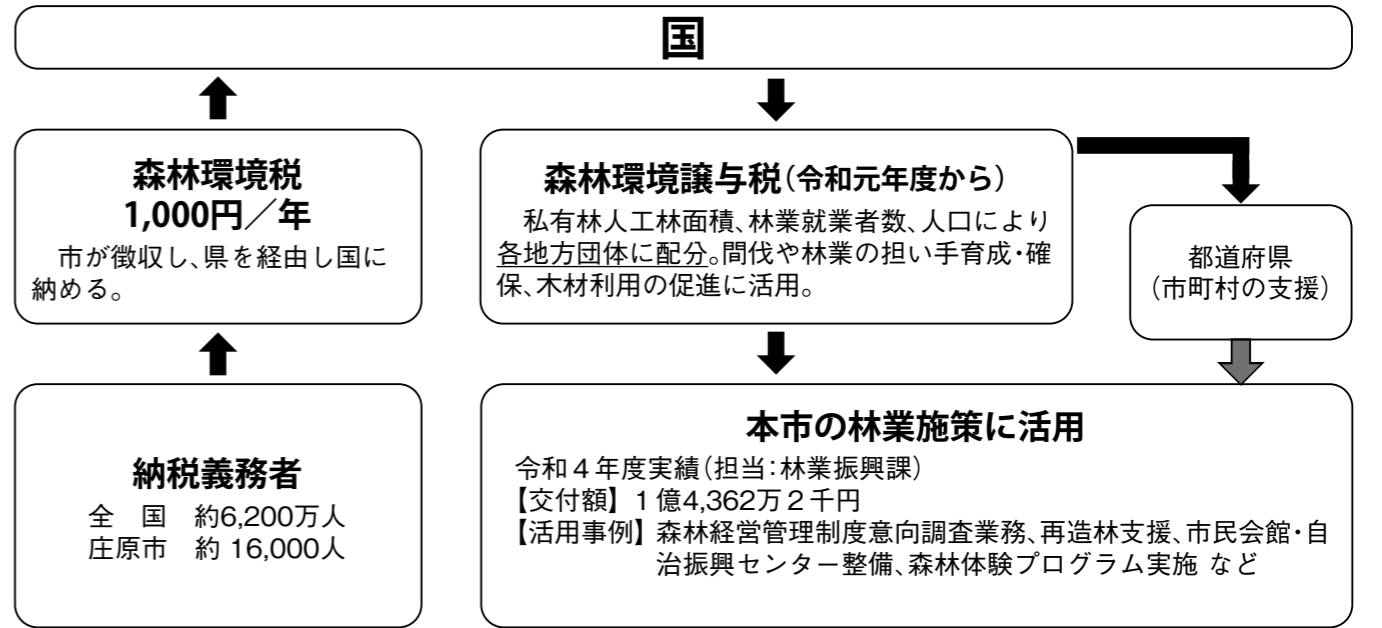 国
森林環境税
1,000円／年
市が徴収し、県を経由し国に
納める。
納税義務者
全　国　約6,200万人
庄原市　約 16,000人
森林環境譲与税（令和元年度から）
私有林人工林面積、林業就業者数、人口により
各地方団体に配分。間伐や林業の担い手育成・確
保、木材利用の促進に活用。
都道府県
（市町村の支援）
本市の林業施策に活用
令和４年度実績（担当：林業振興課）
【交付額】１億4,362万２千円
【活用事例】森林経営管理制度意向調査業務、再造林支援、市民会館・自
治振興センター整備、森林体験プログラム実施 など